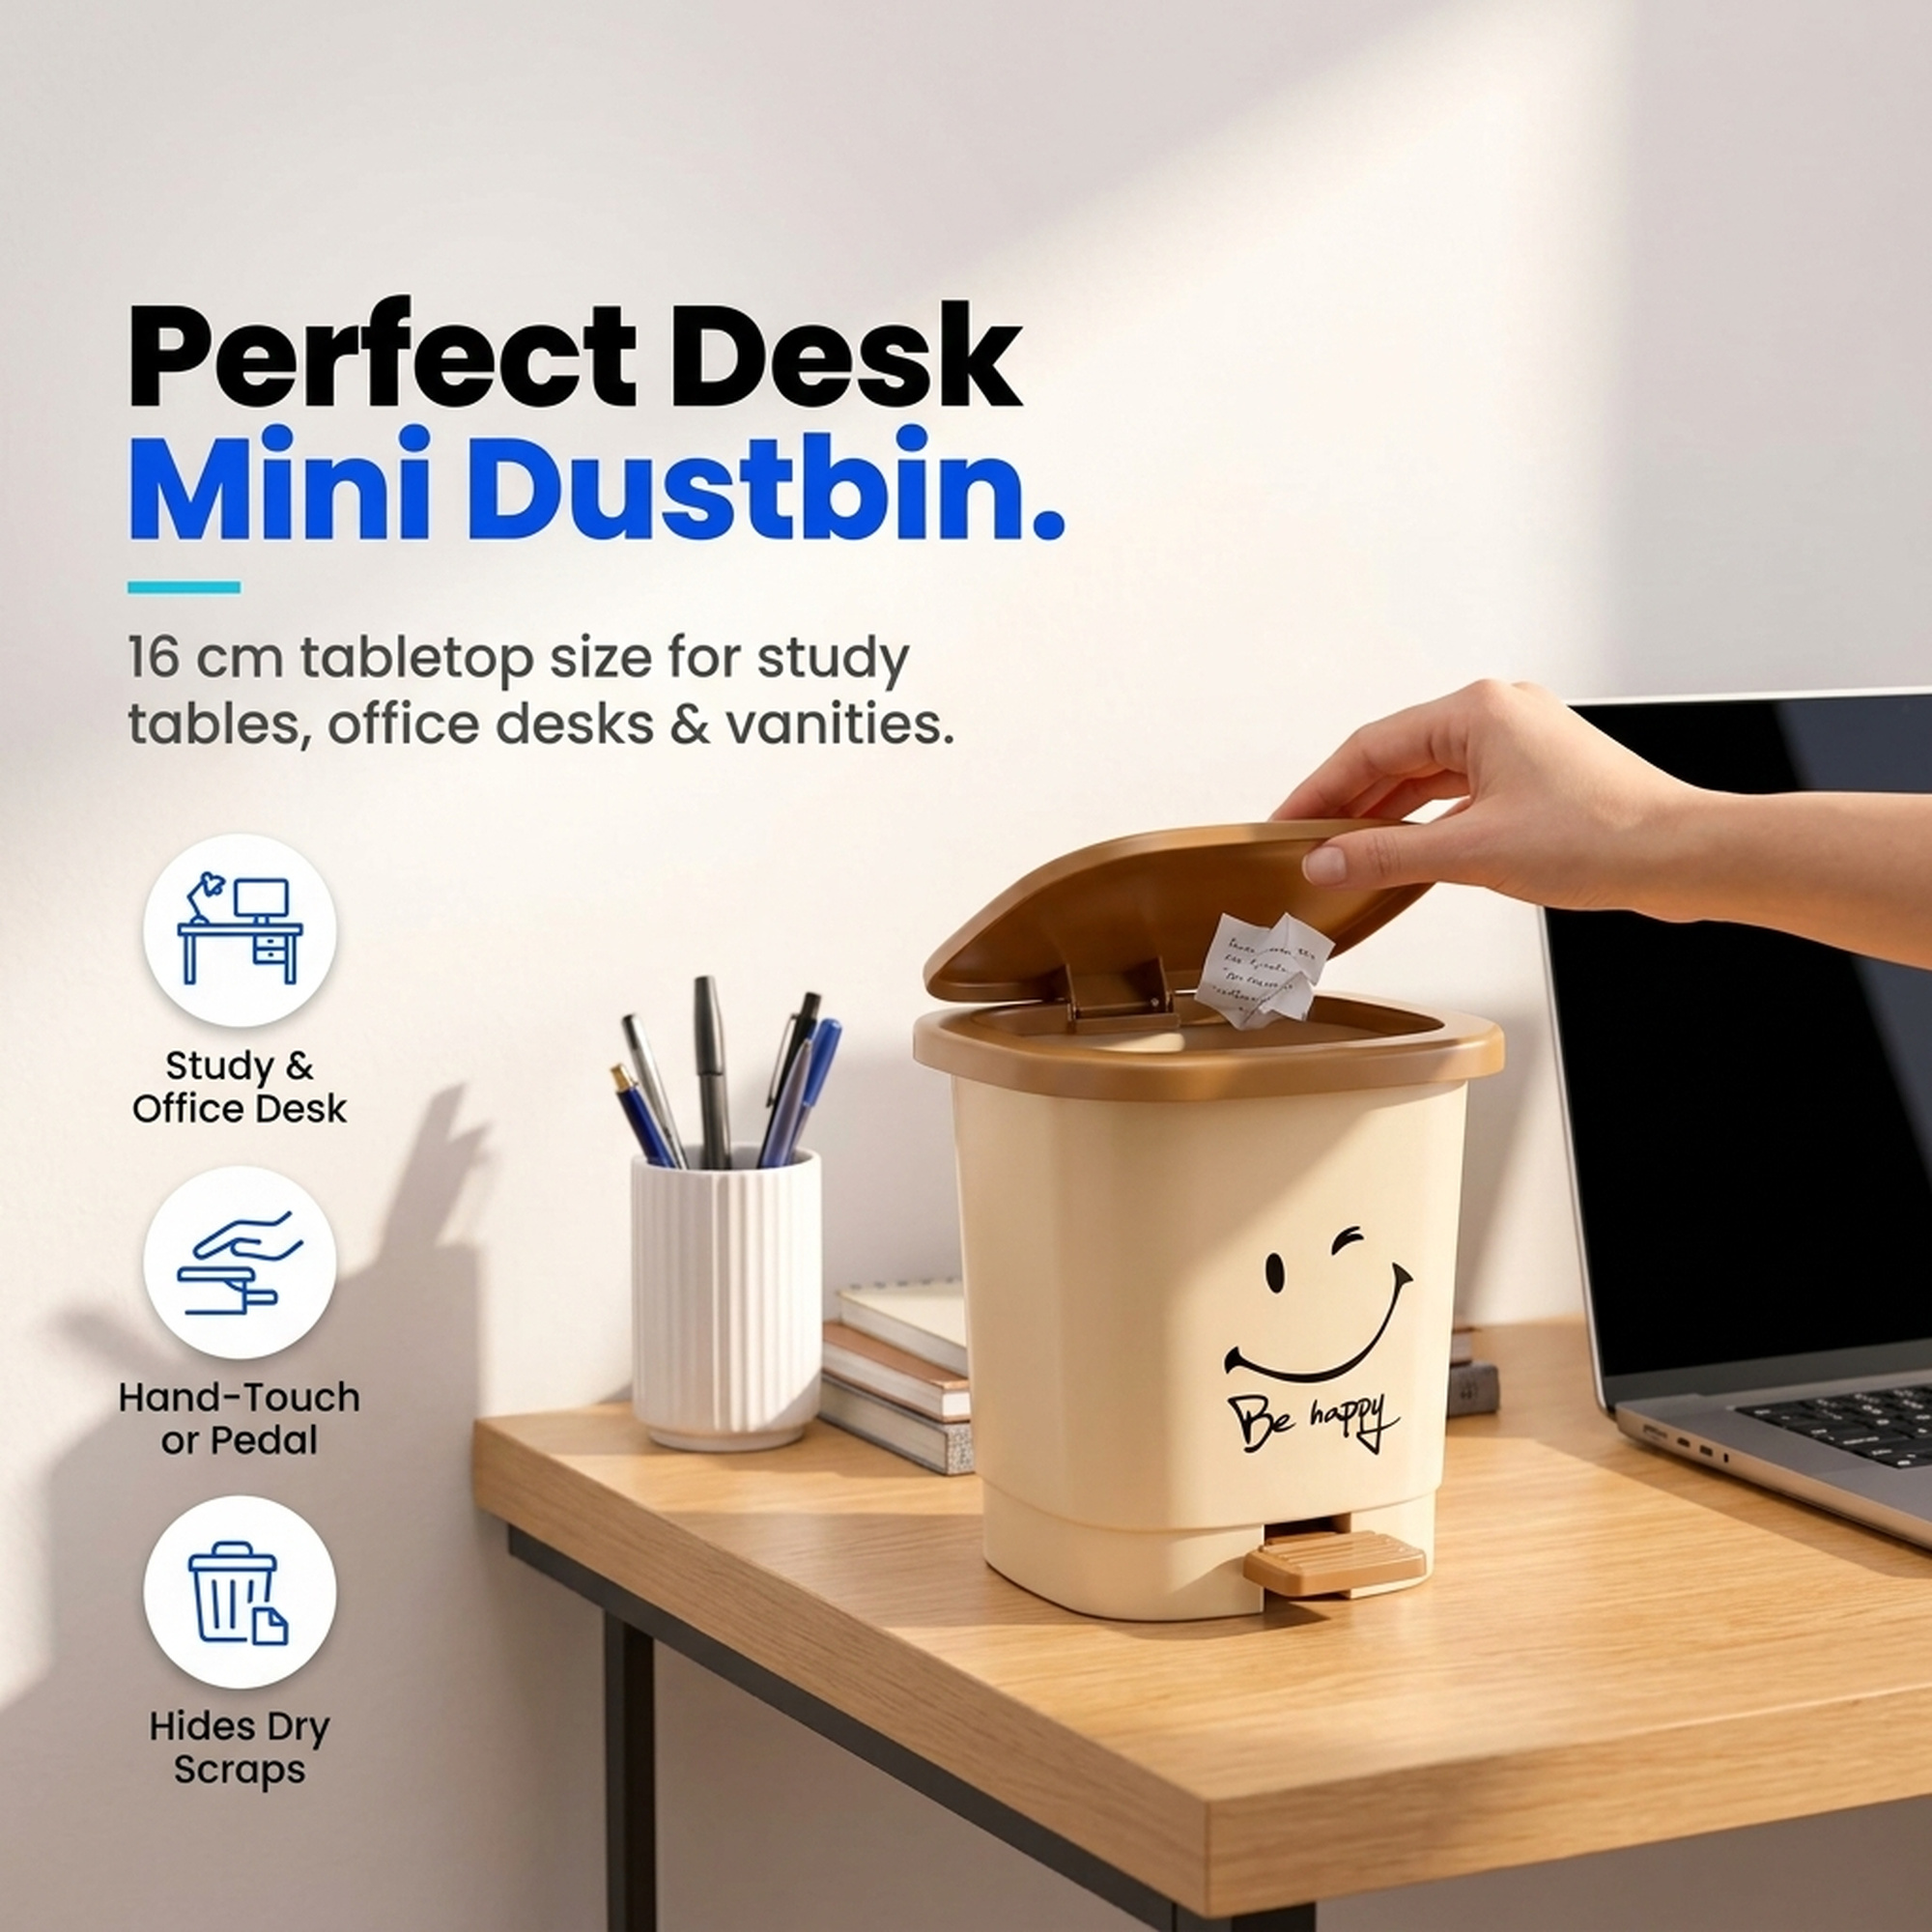 Perfect Desk
Mini Dustbin.
16 cm tabletop size for study
tables, office desks & vanities.
Study &
Office Desk
Hand-Touch
or Pedal
Hides Dry
Scraps
Be happy